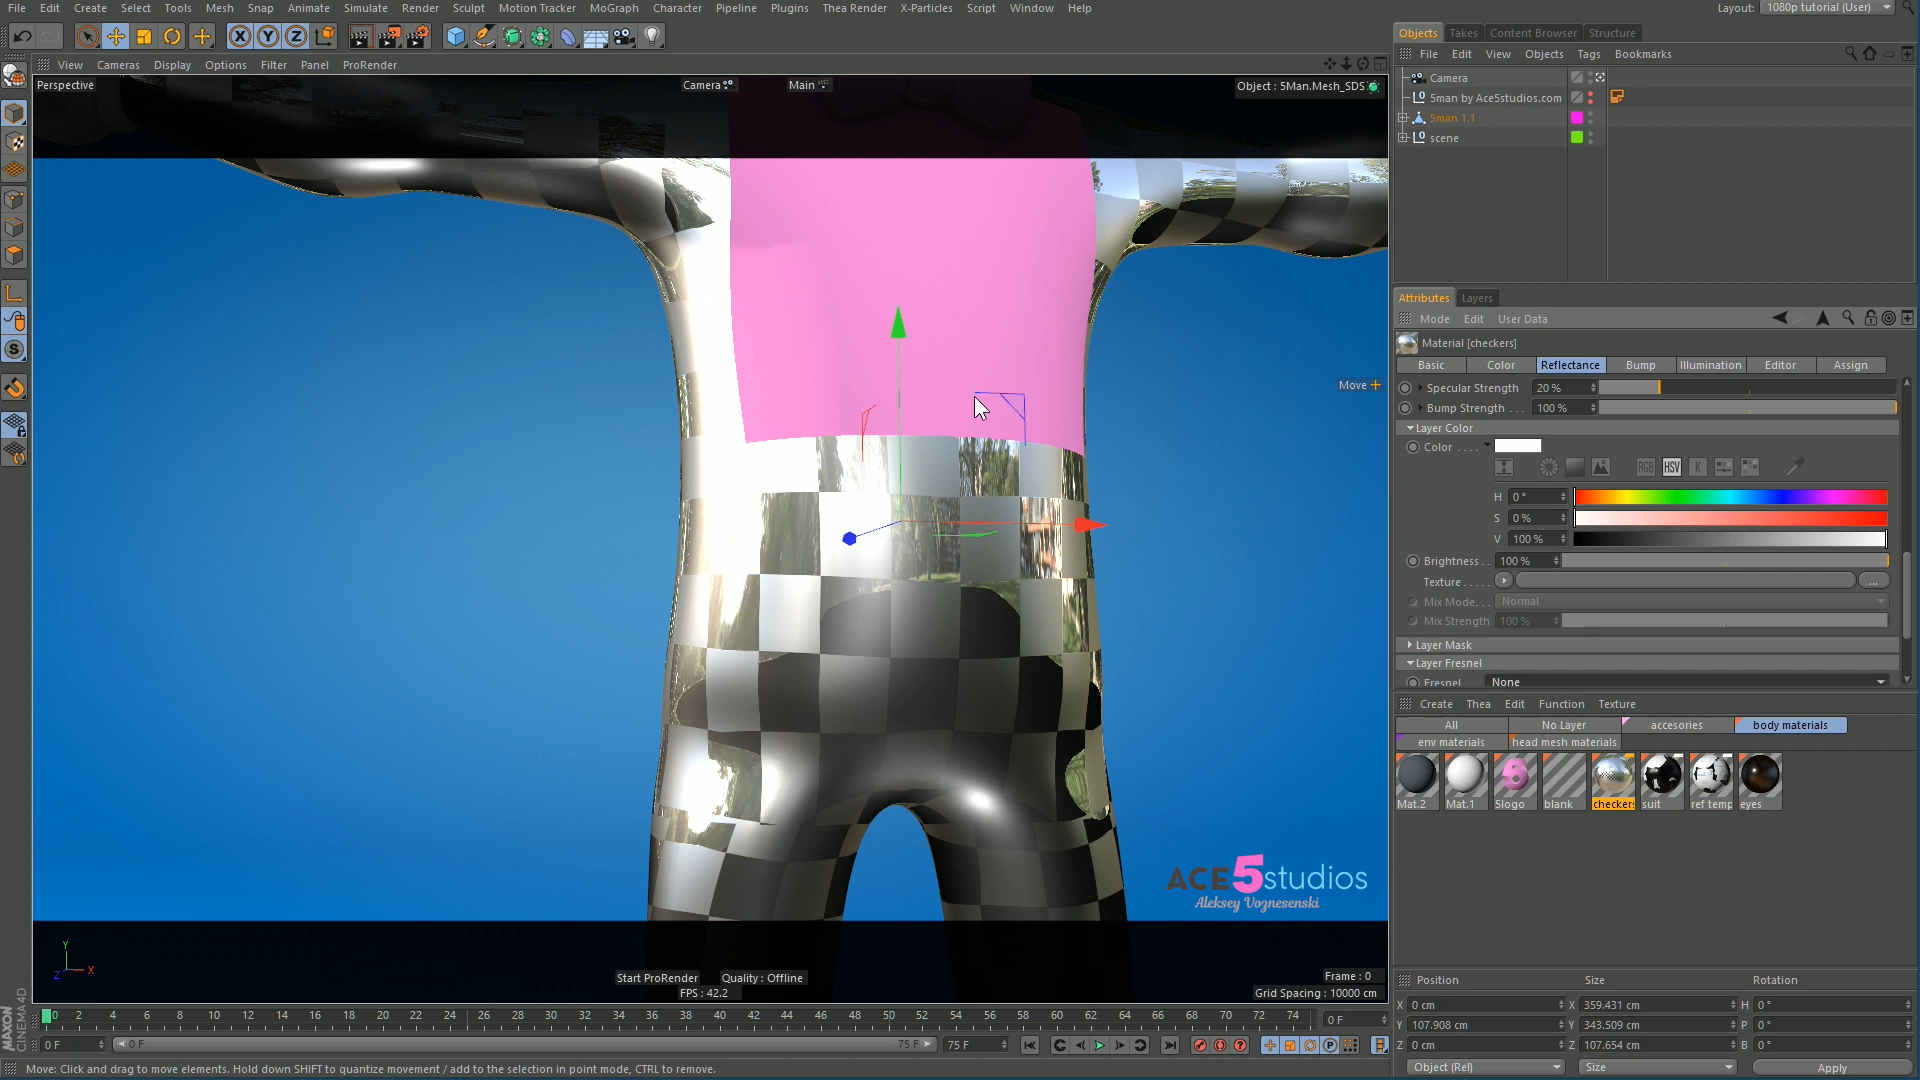 File Edit Create Select Tools Mesh Snap Animate Simulate Render Sculpt Motion Tracker MoGraph Character Pipeline Plugins Thea Render X-Particles Script Window Help
Layout: 1080p tutorial (User)
X Y Z
Objects Takes Content Browser Structure
File Edit View Objects Tags Bookmarks
View Cameras Display Options Filter Panel ProRender
Camera
5man by Ace5studios.com
5man 1.1
scene
Perspective
Camera
Main
Object : 5Man.Mesh_SDS
Attributes Layers
Mode Edit User Data
Material [checkers]
Basic Color Reflectance Bump Illumination Editor Assign
Specular Strength 20 %
Bump Strength . . . 100 %
Layer Color
Color . . . .
RGB HSV K
H 0 °
S 0 %
V 100 %
Brightness . . 100 %
Texture . . . . . ...
Mix Mode. . . Normal
Mix Strength 100 %
Layer Mask
Layer Fresnel
Fresnel None
Move
Create Thea Edit Function Texture
All No Layer accesories body materials
env materials head mesh materials
Mat.2 Mat.1 5logo blank checkers suit ref temp eyes
ACE5studios
Aleksey Voznesenski
Y
Z X
Start ProRender Quality : Offline
FPS : 42.2
Frame : 0
Grid Spacing : 10000 cm
0 2 4 6 8 10 12 14 16 18 20 22 24 26 28 30 32 34 36 38 40 42 44 46 48 50 52 54 56 58 60 62 64 66 68 70 72 74 0 F
0 F 0 F 75 F 75 F
Position Size Rotation
X 0 cm X 359.431 cm H 0 °
Y 107.908 cm Y 343.509 cm P 0 °
Z 0 cm Z 107.654 cm B 0 °
Object (Rel) Size Apply
MAXON
CINEMA4D
Move: Click and drag to move elements. Hold down SHIFT to quantize movement / add to the selection in point mode, CTRL to remove.